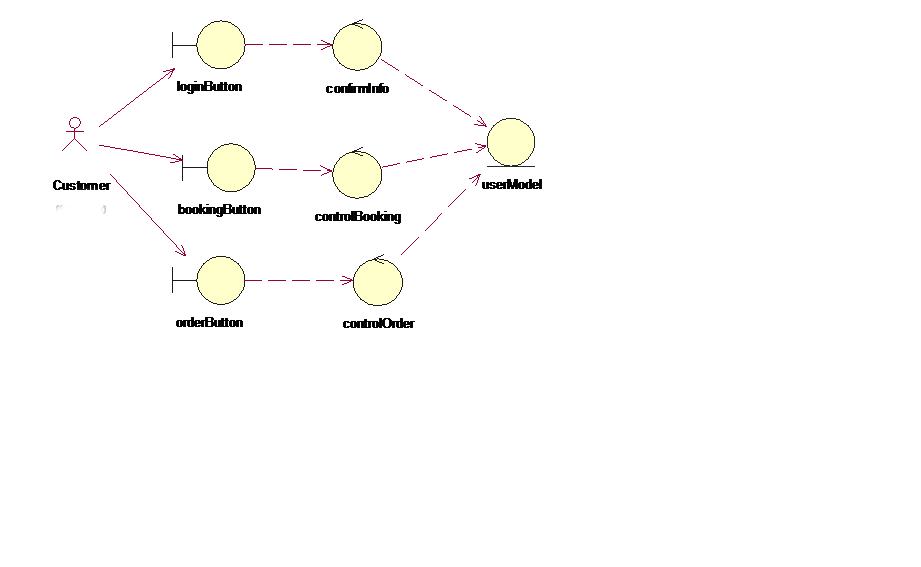 loginButton
confirmInfo
Customer
userModel
bookingButton
controlBooking
orderButton
controlOrder